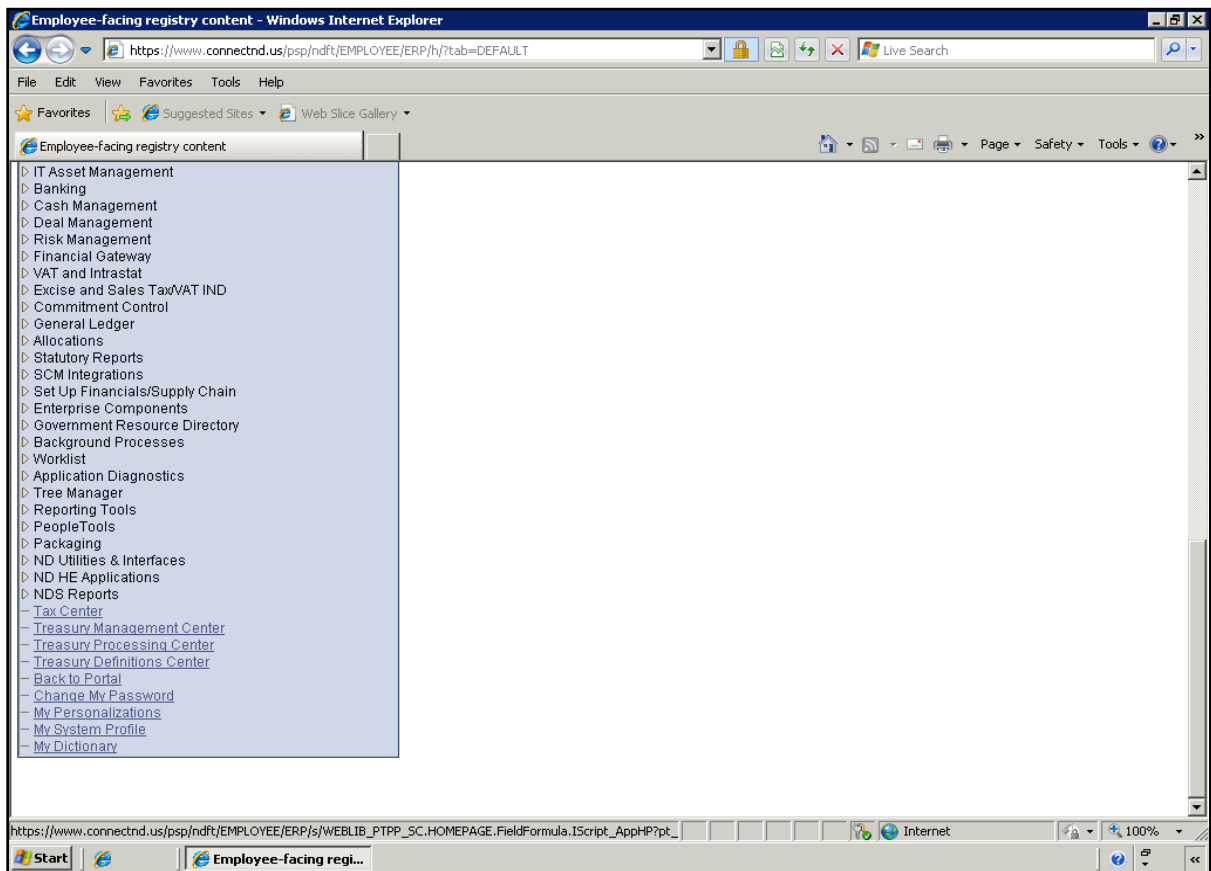 Employee-facing registry content - Windows Internet Explorer
https://www.connectnd.us/psp/ndft/EMPLOYEE/ERP/h/?tab=DEFAULT
Live Search
File Edit View Favorites Tools Help
Favorites Suggested Sites Web Slice Gallery
Employee-facing registry content
Page Safety Tools »
IT Asset Management
Banking
Cash Management
Deal Management
Risk Management
Financial Gateway
VAT and Intrastat
Excise and Sales Tax/VAT IND
Commitment Control
General Ledger
Allocations
Statutory Reports
SCM Integrations
Set Up Financials/Supply Chain
Enterprise Components
Government Resource Directory
Background Processes
Worklist
Application Diagnostics
Tree Manager
Reporting Tools
PeopleTools
Packaging
ND Utilities & Interfaces
ND HE Applications
NDS Reports
Tax Center
Treasury Management Center
Treasury Processing Center
Treasury Definitions Center
Back to Portal
Change My Password
My Personalizations
My System Profile
My Dictionary
https://www.connectnd.us/psp/ndft/EMPLOYEE/ERP/s/WEBLIB_PTPP_SC.HOMEPAGE.FieldFormula.IScript_AppHP?pt_ Internet 100%
Start Employee-facing regi... «